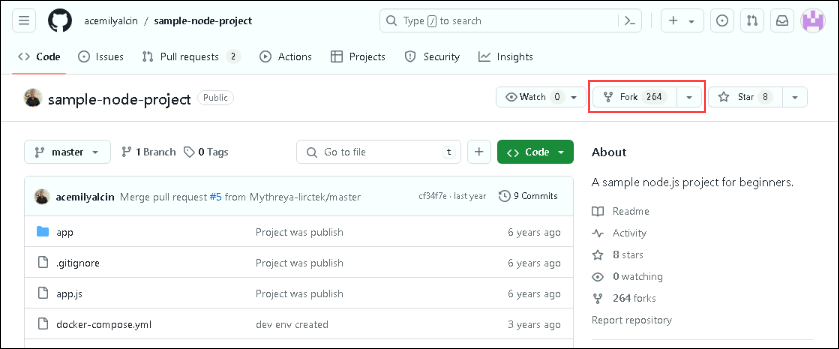 acemilyalcin / sample-node-project
Type / to search
Code Issues Pull requests 2 Actions Projects Security Insights
sample-node-project Public
Watch 0 Fork 264 Star 8
master 1 Branch 0 Tags Go to file t Code
About
A sample node.js project for beginners.
acemilyalcin Merge pull request #5 from Mythreya-lirctek/master cf34f7e · last year 9 Commits
app Project was publish 6 years ago
.gitignore Project was publish 6 years ago
app.js Project was publish 6 years ago
docker-compose.yml dev env created 3 years ago
Readme
Activity
8 stars
0 watching
264 forks
Report repository